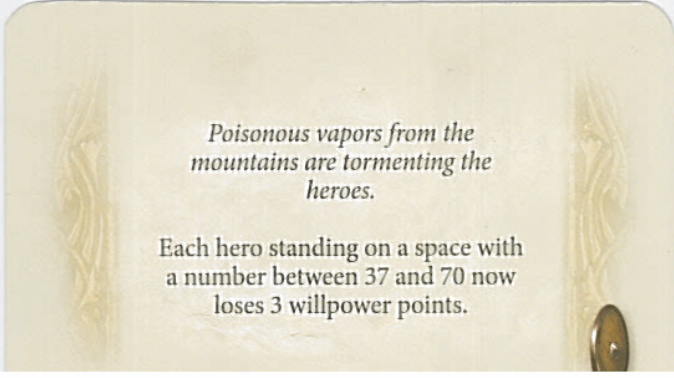 Poisonous vapors from the
mountains are tormenting the
heroes.
Each hero standing on a space with
a number between 37 and 70 now
loses 3 willpower points.